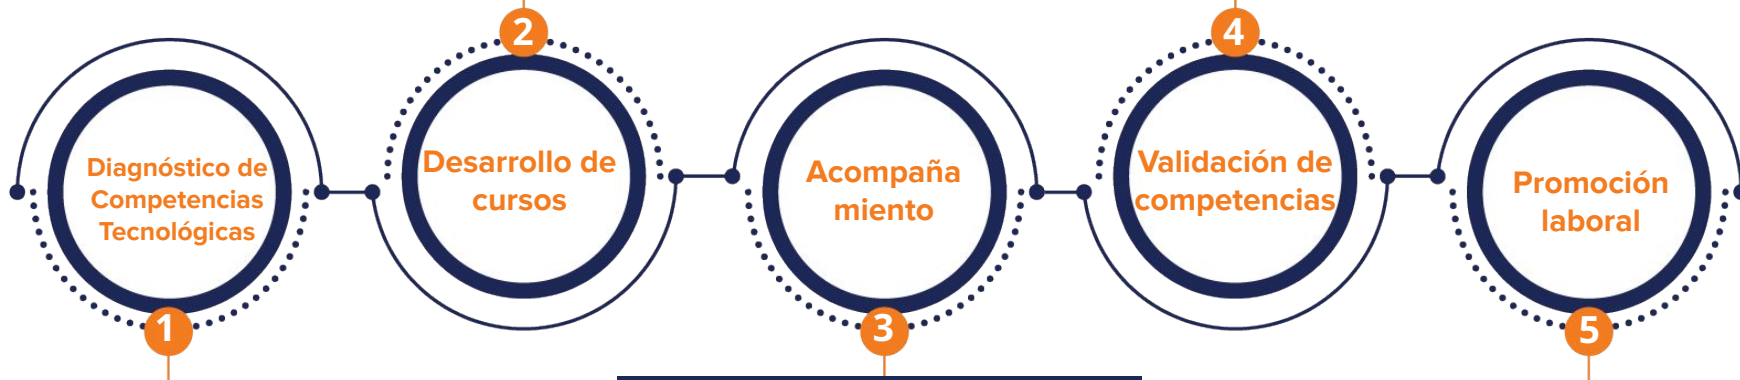 Diagnóstico de
Competencias
Tecnológicas
1
2
Desarrollo de
cursos
Acompaña
miento
3
4
Validación de
competencias
Promoción
laboral
5